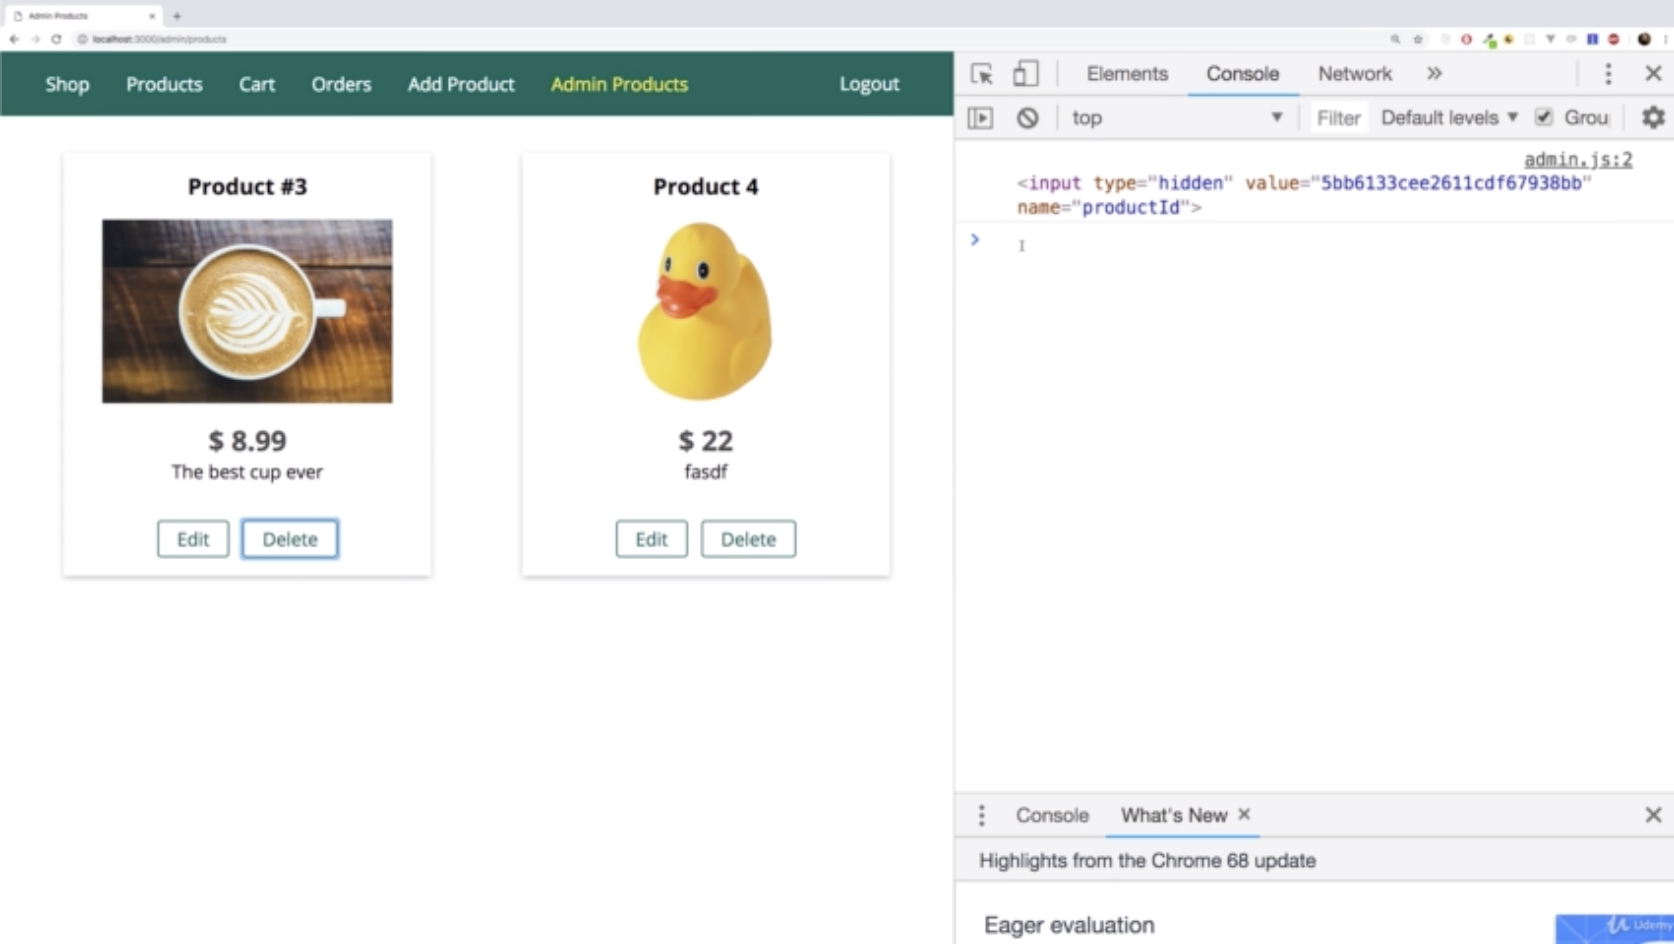 Admin Products
localhost:3000/admin/products
Shop Products Cart Orders Add Product Admin Products Logout
Product #3
$ 8.99
The best cup ever
Edit Delete
Product 4
$ 22
fasdf
Edit Delete
Elements Console Network
top Filter Default levels Grou
admin.js:2
<input type="hidden" value="5bb6133cee2611cdf67938bb"
name="productId">
Console What's New
Highlights from the Chrome 68 update
Eager evaluation
Udemy